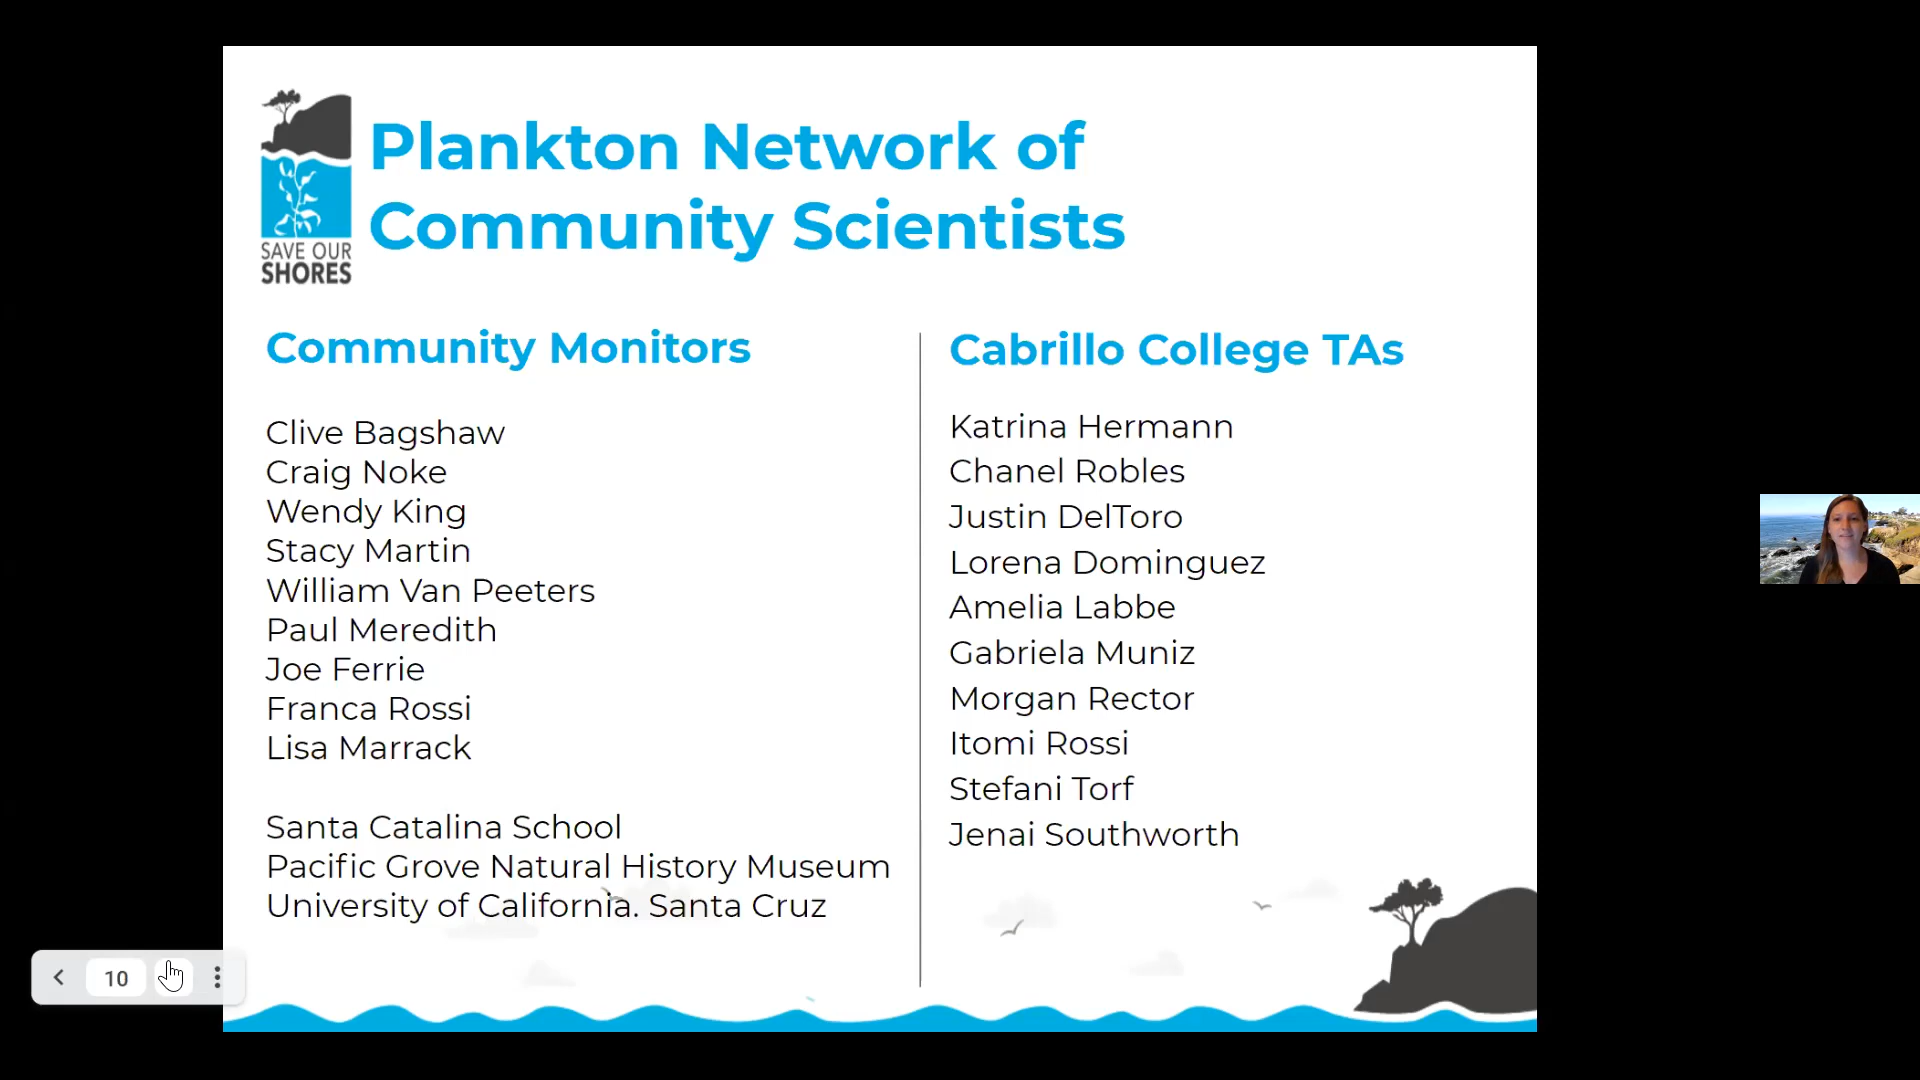 Plankton Network of
Community Scientists
SAVE OUR
SHORES
Community Monitors
Clive Bagshaw
Craig Noke
Wendy King
Stacy Martin
William Van Peeters
Paul Meredith
Joe Ferrie
Franca Rossi
Lisa Marrack
Santa Catalina School
Pacific Grove Natural History Museum
University of California. Santa Cruz
Cabrillo College TAs
Katrina Hermann
Chanel Robles
Justin DelToro
Lorena Dominguez
Amelia Labbe
Gabriela Muniz
Morgan Rector
Itomi Rossi
Stefani Torf
Jenai Southworth
10